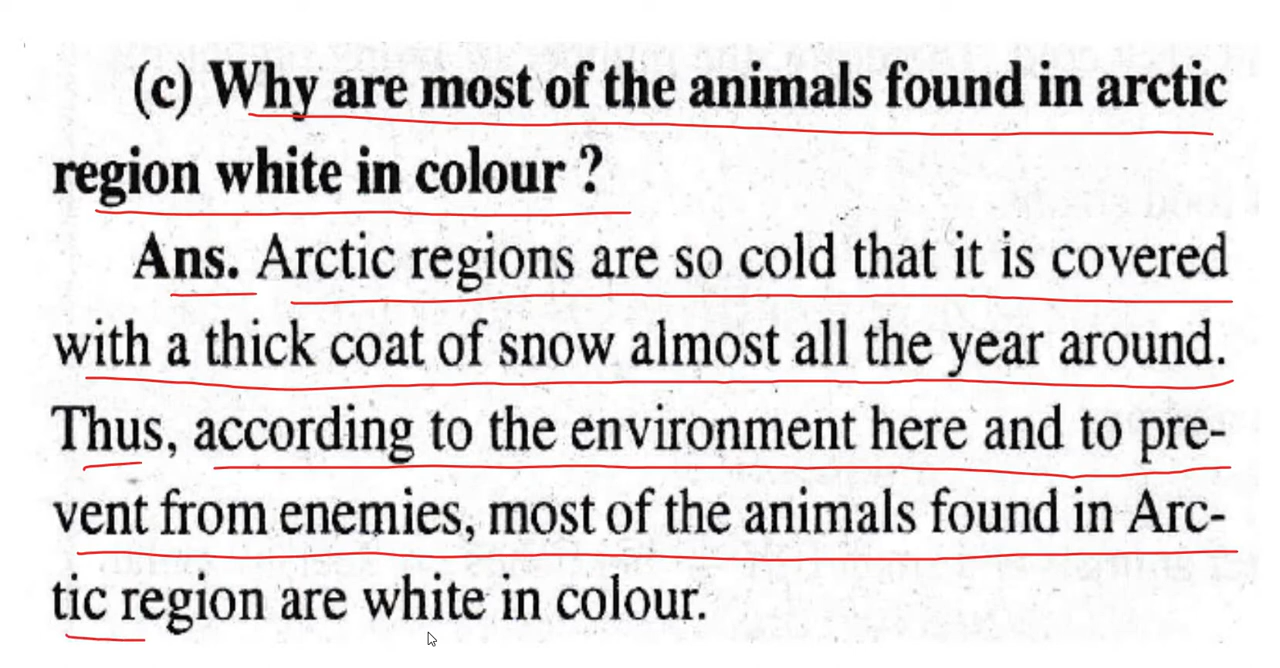 (c) Why are most of the animals found in arctic
region white in colour ?
Ans. Arctic regions are so cold that it is covered
with a thick coat of snow almost all the year around.
Thus, according to the environment here and to pre-
vent from enemies, most of the animals found in Arc-
tic region are white in colour.